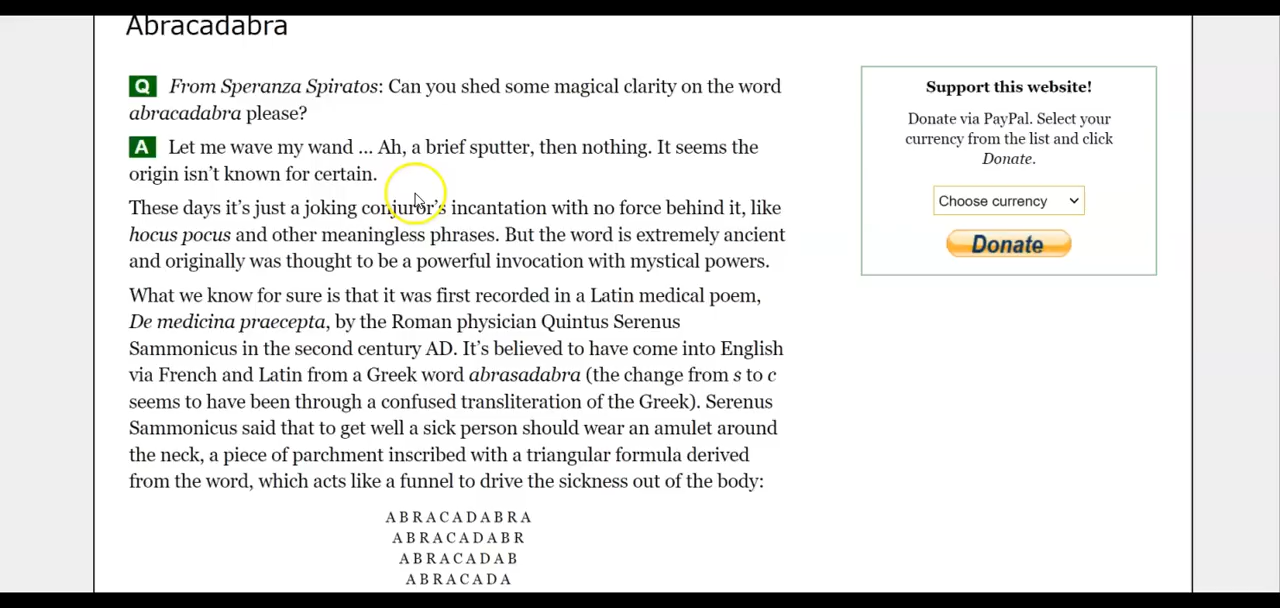 Abracadabra
Q From Speranza Spiratos: Can you shed some magical clarity on the word
abracadabra please?
A Let me wave my wand ... Ah, a brief sputter, then nothing. It seems the
origin isn’t known for certain.
These days it’s just a joking conjuror’s incantation with no force behind it, like
hocus pocus and other meaningless phrases. But the word is extremely ancient
and originally was thought to be a powerful invocation with mystical powers.
What we know for sure is that it was first recorded in a Latin medical poem,
De medicina praecepta, by the Roman physician Quintus Serenus
Sammonicus in the second century AD. It’s believed to have come into English
via French and Latin from a Greek word abrasadabra (the change from s to c
seems to have been through a confused transliteration of the Greek). Serenus
Sammonicus said that to get well a sick person should wear an amulet around
the neck, a piece of parchment inscribed with a triangular formula derived
from the word, which acts like a funnel to drive the sickness out of the body:
A B R A C A D A B R A
A B R A C A D A B R
A B R A C A D A B
A B R A C A D A
Support this website!
Donate via PayPal. Select your
currency from the list and click
Donate.
Choose currency
Donate